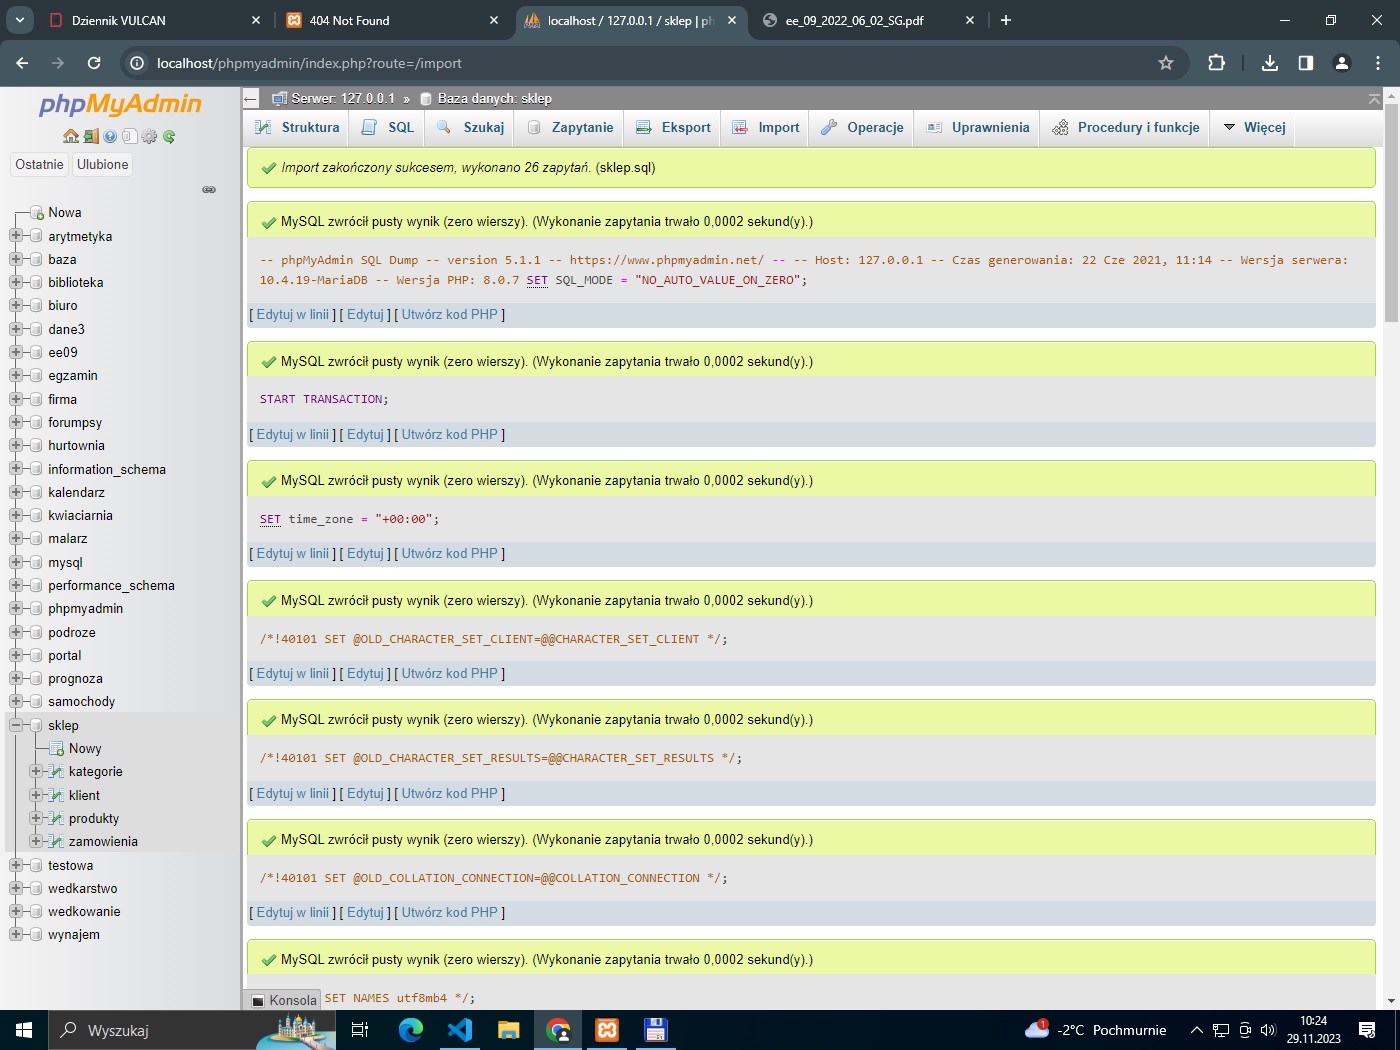 Dziennik VULCAN
404 Not Found
localhost / 127.0.0.1 / sklep | ph
ee_09_2022_06_02_SG.pdf
localhost/phpmyadmin/index.php?route=/import
phpMyAdmin
Ostatnie
Ulubione
Nowa
arytmetyka
baza
biblioteka
biuro
dane3
ee09
egzamin
firma
forumpsy
hurtownia
information_schema
kalendarz
kwiaciarnia
malarz
mysql
performance_schema
phpmyadmin
podroze
portal
prognoza
samochody
sklep
Nowy
kategorie
klient
produkty
zamowienia
testowa
wedkarstwo
wedkowanie
wynajem
Serwer: 127.0.0.1 » Baza danych: sklep
Struktura SQL Szukaj Zapytanie Eksport Import Operacje Uprawnienia Procedury i funkcje Więcej
Import zakończony sukcesem, wykonano 26 zapytań. (sklep.sql)
MySQL zwrócił pusty wynik (zero wierszy). (Wykonanie zapytania trwało 0,0002 sekund(y).)
-- phpMyAdmin SQL Dump -- version 5.1.1 -- https://www.phpmyadmin.net/ -- -- Host: 127.0.0.1 -- Czas generowania: 22 Cze 2021, 11:14 -- Wersja serwera:
10.4.19-MariaDB -- Wersja PHP: 8.0.7 SET SQL_MODE = "NO_AUTO_VALUE_ON_ZERO";
[ Edytuj w linii ] [ Edytuj ] [ Utwórz kod PHP ]
MySQL zwrócił pusty wynik (zero wierszy). (Wykonanie zapytania trwało 0,0002 sekund(y).)
START TRANSACTION;
[ Edytuj w linii ] [ Edytuj ] [ Utwórz kod PHP ]
MySQL zwrócił pusty wynik (zero wierszy). (Wykonanie zapytania trwało 0,0002 sekund(y).)
SET time_zone = "+00:00";
[ Edytuj w linii ] [ Edytuj ] [ Utwórz kod PHP ]
MySQL zwrócił pusty wynik (zero wierszy). (Wykonanie zapytania trwało 0,0002 sekund(y).)
/*!40101 SET @OLD_CHARACTER_SET_CLIENT=@@CHARACTER_SET_CLIENT */;
[ Edytuj w linii ] [ Edytuj ] [ Utwórz kod PHP ]
MySQL zwrócił pusty wynik (zero wierszy). (Wykonanie zapytania trwało 0,0002 sekund(y).)
/*!40101 SET @OLD_CHARACTER_SET_RESULTS=@@CHARACTER_SET_RESULTS */;
[ Edytuj w linii ] [ Edytuj ] [ Utwórz kod PHP ]
MySQL zwrócił pusty wynik (zero wierszy). (Wykonanie zapytania trwało 0,0002 sekund(y).)
/*!40101 SET @OLD_COLLATION_CONNECTION=@@COLLATION_CONNECTION */;
[ Edytuj w linii ] [ Edytuj ] [ Utwórz kod PHP ]
MySQL zwrócił pusty wynik (zero wierszy). (Wykonanie zapytania trwało 0,0002 sekund(y).)
SET NAMES utf8mb4 */;
Konsola
Wyszukaj
1
-2°C Pochmurnie
10:24
29.11.2023